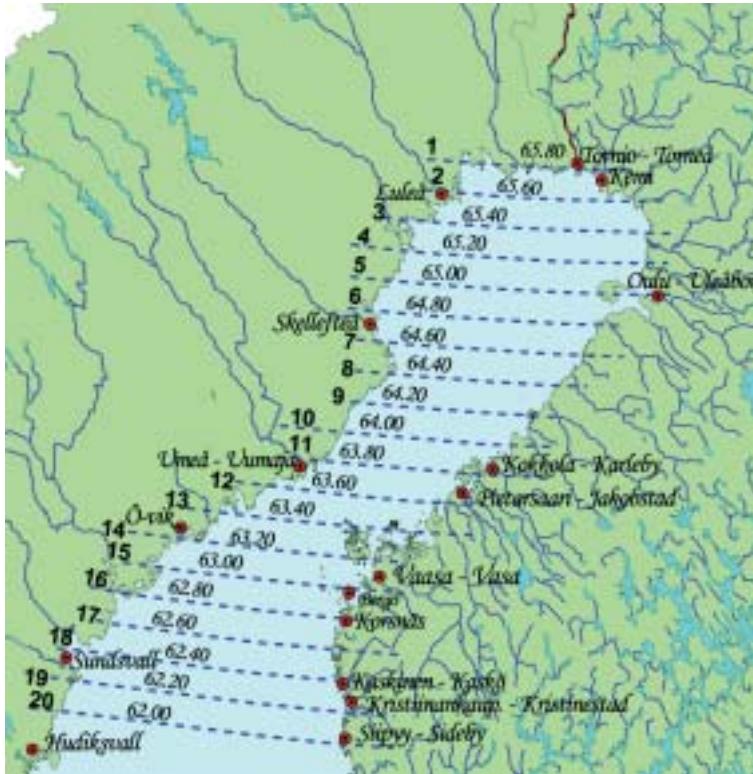 1 65.80 Tornio - Torneå
Kemi
2 65.60
Luleå
3 65.40
4 65.20
5 65.00 Oulu - Uleåbor
6 64.80
Skellefteå
7 64.60
8 64.40
9 64.20
10 64.00
11 63.80
Umeå - Uumaja Kokkola - Karleby
12 63.60
Pietarsaari - Jakobstad
13 63.40
Ö-vik
14 63.20
15 63.00 Vaasa - Vasa
16 62.80 Bergö
17 62.60 Korsnäs
18 62.40
Sundsvall
19 62.20 Kaskinen - Kaskö
Kristiinankaup. - Kristinestad
20 62.00
Siipyy - Sideby
Hudiksvall